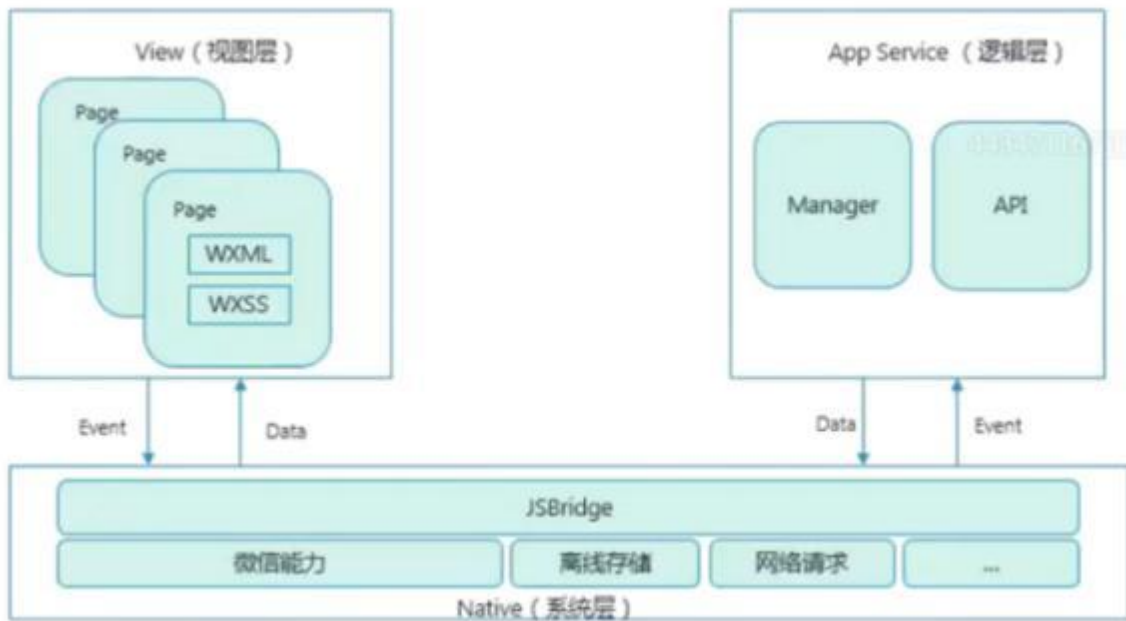 View（视图层）
Page
Page
Page
WXML
WXSS
App Service （逻辑层）
Manager
API
Event
Data
Data
Event
JSBridge
微信能力
离线存储
网络请求
...
Native（系统层）